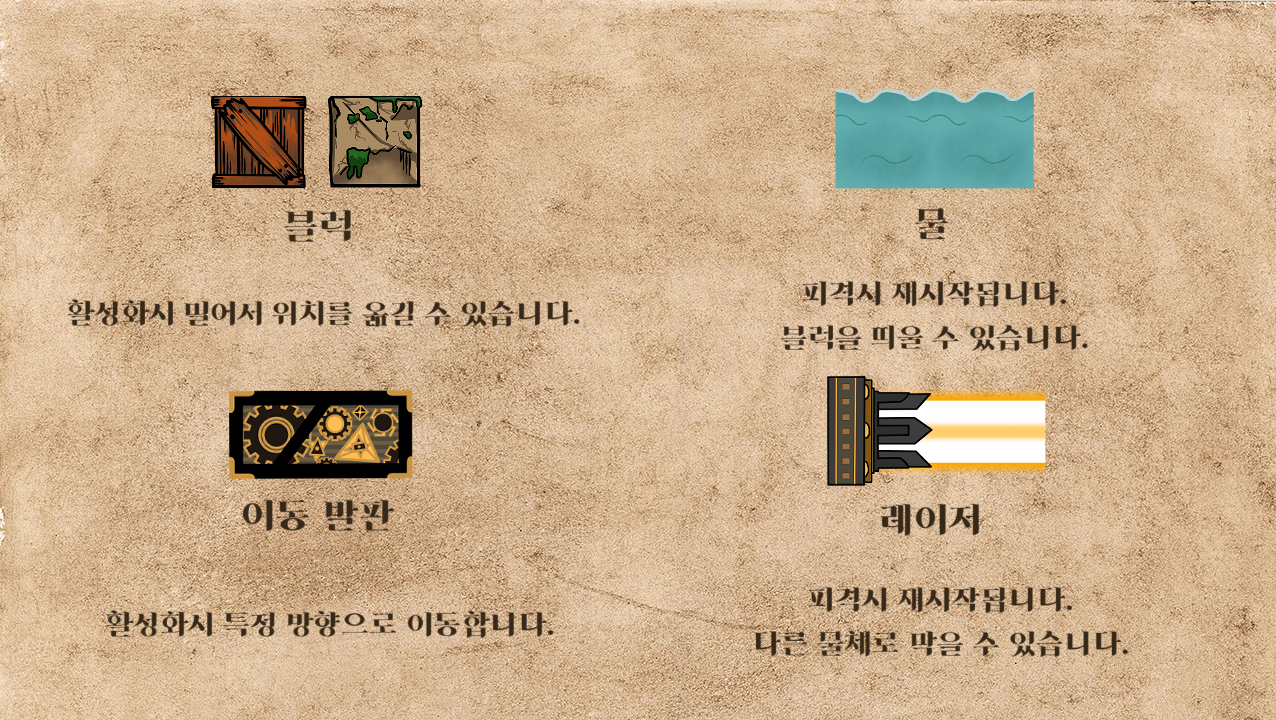 블럭
활성화시 밀어서 위치를 옮길 수 있습니다.
물
피격시 재시작됩니다.
블럭을 띄울 수 있습니다.
이동 발판
활성화시 특정 방향으로 이동합니다.
레이저
피격시 재시작됩니다.
다른 물체로 막을 수 있습니다.